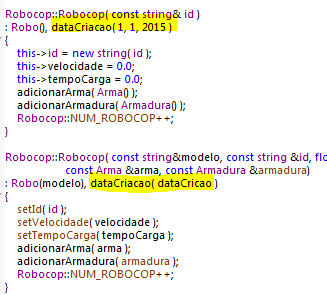 Robocop::Robocop( const string& id )
: Robo(), dataCriacao( 1, 1, 2015 )
{
this->id = new string( id );
this->velocidade = 0.0;
this->tempoCarga = 0.0;
adicionarArma( Arma() );
adicionarArmadura( Armadura() );
Robocop::NUM_ROBOCOP++;
}
Robocop::Robocop( const string&modelo, const string &id, flo
const Arma &arma, const Armadura &armadura)
: Robo(modelo), dataCriacao( dataCricao )
{
setId( id );
setVelocidade( velocidade );
setTempoCarga( tempoCarga );
adicionarArma( arma );
adicionarArmadura( armadura );
Robocop::NUM_ROBOCOP++;
}